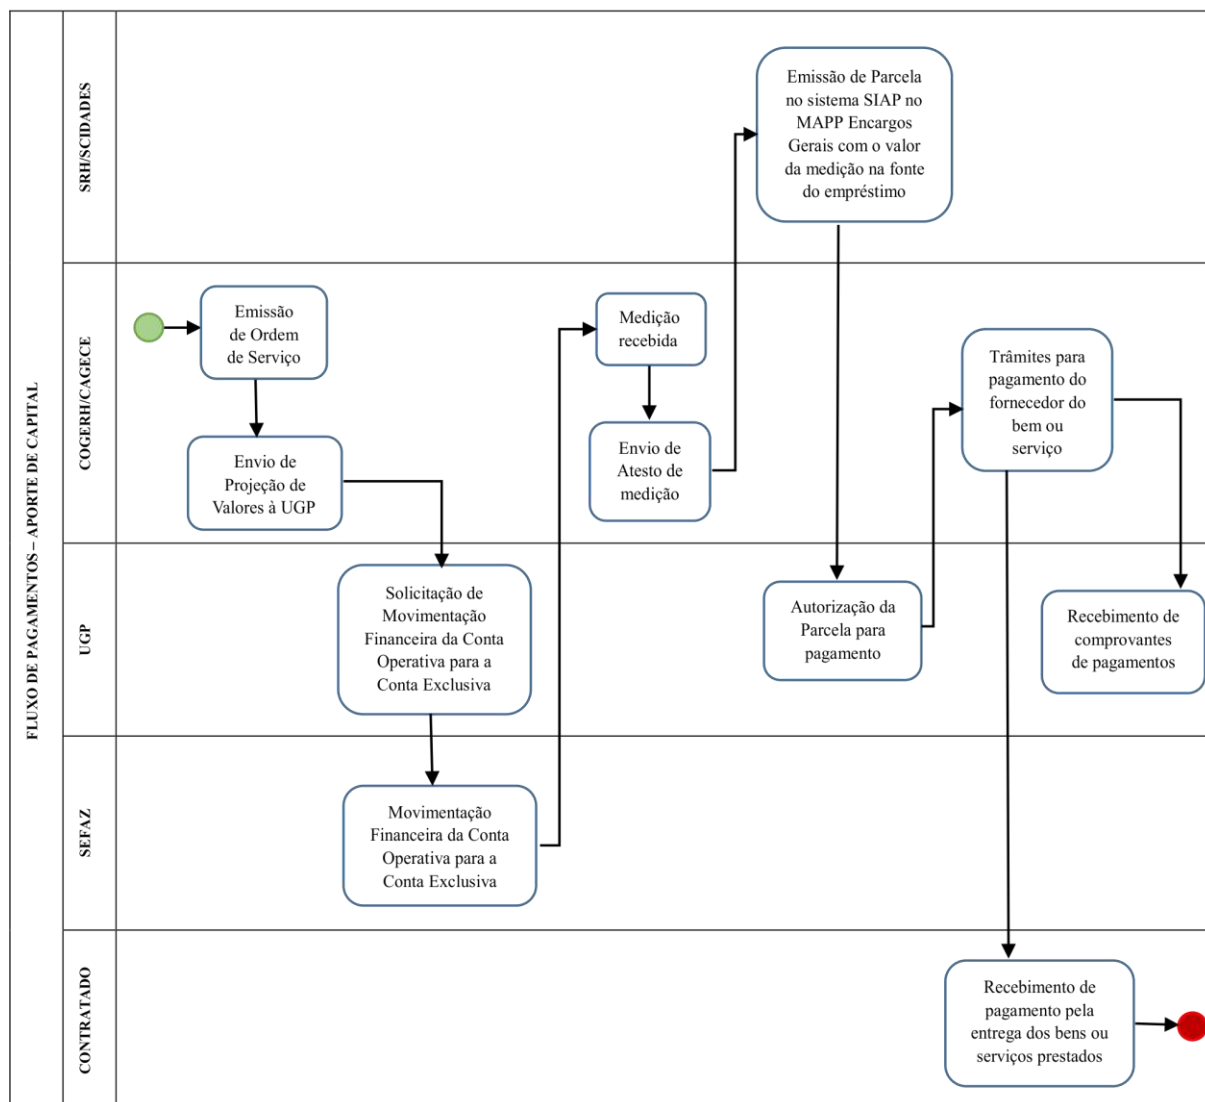 FLUXO DE PAGAMENTOS – APORTE DE CAPITAL
SRH/SCIDADES
Emissão de Parcela
no sistema SIAP no
MAPP Encargos
Gerais com o valor
da medição na fonte
do empréstimo
COGERH/CAGECE
Emissão
de Ordem
de Serviço
Envio de
Projeção de
Valores à UGP
Medição
recebida
Envio de
Atesto de
medição
Trâmites para
pagamento do
fornecedor do
bem ou
serviço
UGP
Solicitação de
Movimentação
Financeira da Conta
Operativa para a
Conta Exclusiva
Autorização da
Parcela para
pagamento
Recebimento de
comprovantes
de pagamentos
SEFAZ
Movimentação
Financeira da Conta
Operativa para a
Conta Exclusiva
CONTRATADO
Recebimento de
pagamento pela
entrega dos bens ou
serviços prestados